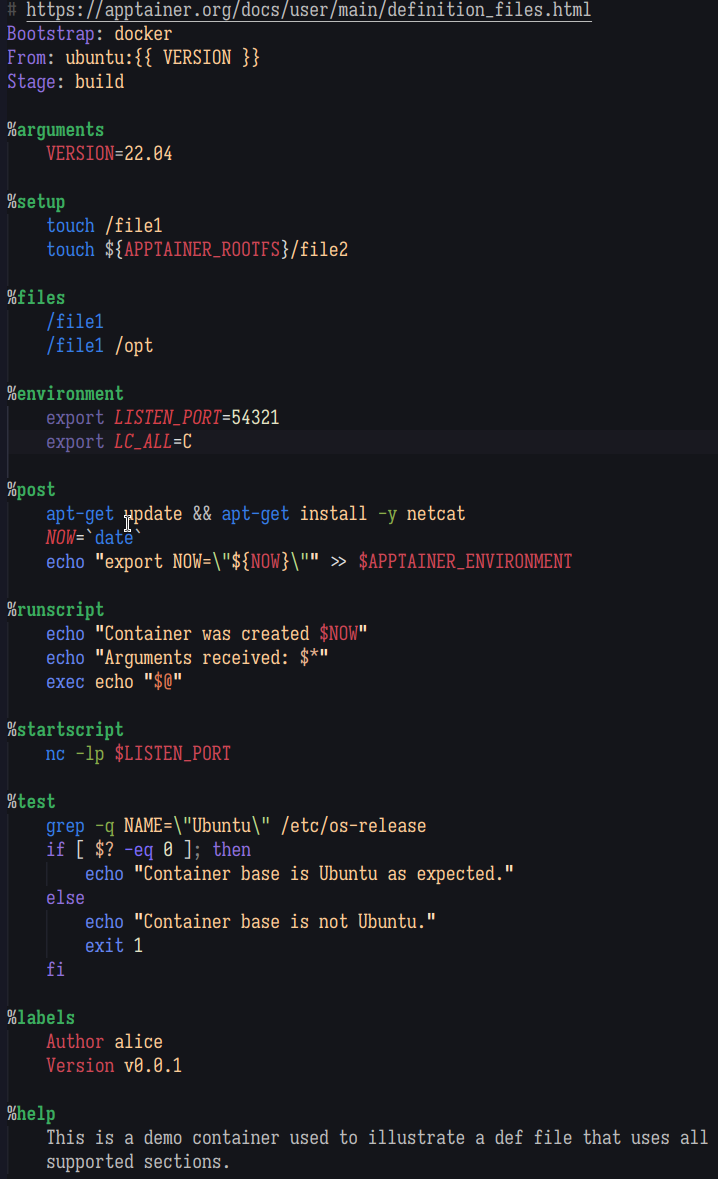 # https://apptainer.org/docs/user/main/definition_files.html
Bootstrap: docker
From: ubuntu:{{ VERSION }}
Stage: build

%arguments
    VERSION=22.04

%setup
    touch /file1
    touch ${APPTAINER_ROOTFS}/file2

%files
    /file1
    /file1 /opt

%environment
    export LISTEN_PORT=54321
    export LC_ALL=C

%post
    apt-get update && apt-get install -y netcat
    NOW=`date`
    echo "export NOW=\"${NOW}\"" >> $APPTAINER_ENVIRONMENT

%runscript
    echo "Container was created $NOW"
    echo "Arguments received: $*"
    exec echo "$@"

%startscript
    nc -lp $LISTEN_PORT

%test
    grep -q NAME=\"Ubuntu\" /etc/os-release
    if [ $? -eq 0 ]; then
        echo "Container base is Ubuntu as expected."
    else
        echo "Container base is not Ubuntu."
        exit 1
    fi

%labels
    Author alice
    Version v0.0.1

%help
    This is a demo container used to illustrate a def file that uses all
    supported sections.